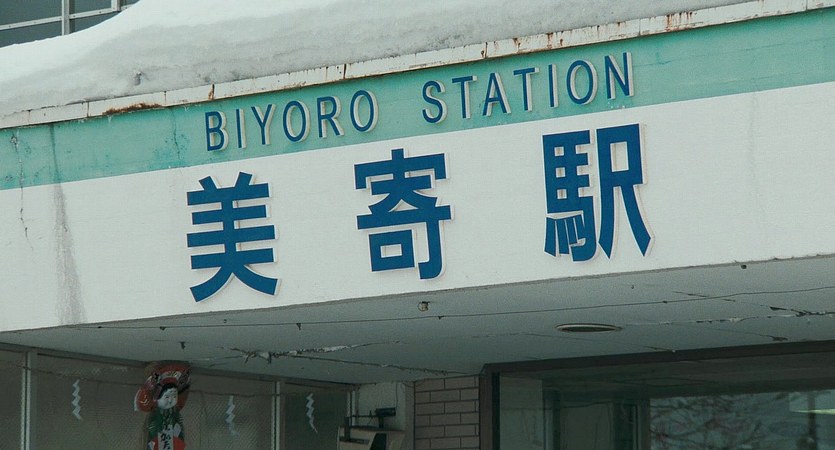 BIYORO STATION
美寄駅